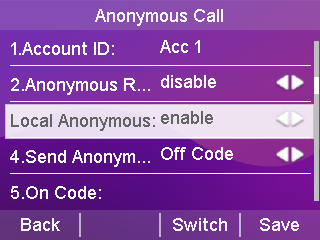 Anonymous Call
1.Account ID: Acc 1
2.Anonymous R... disable
Local Anonymous: enable
4.Send Anonym... Off Code
5.On Code:
Back Switch Save